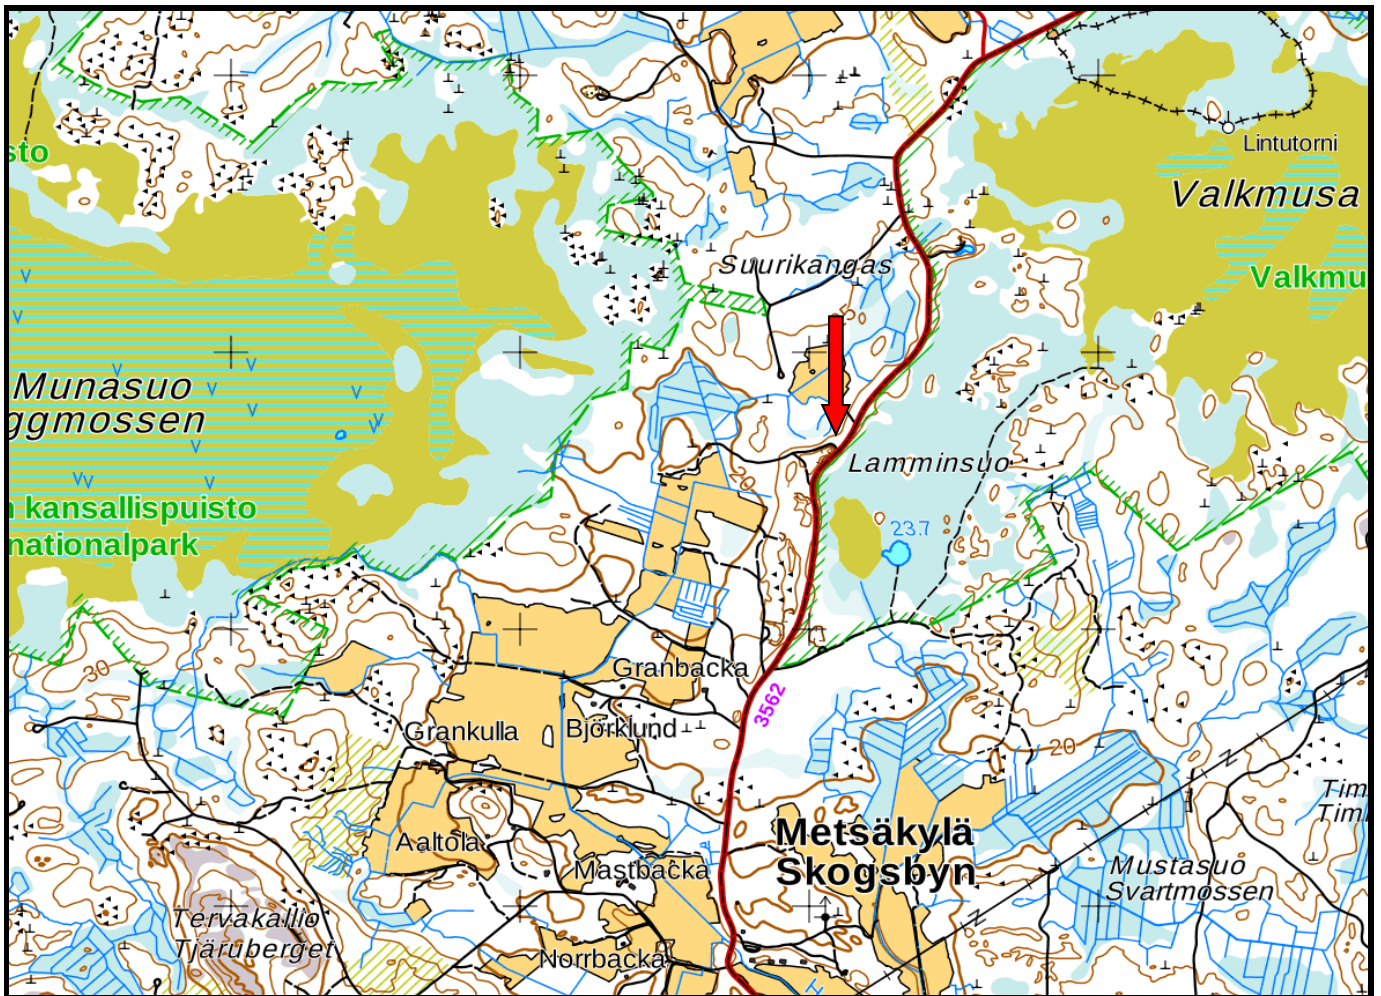 Lintutorni
sto
Valkmusa
Suurikangas
Valkmu
Munasuo
ggmossen
Lamminsuo
kansallispuisto
23.7
nationalpark
Granbacka
30
3562
Grankulla
Björklund
20
Tim
Timm
Metsäkylä
Skogsbyn
Aaltola
Mastbacka
Mustasuo
Svartmossen
Tervakallio
Tjäruberget
Norrbacka